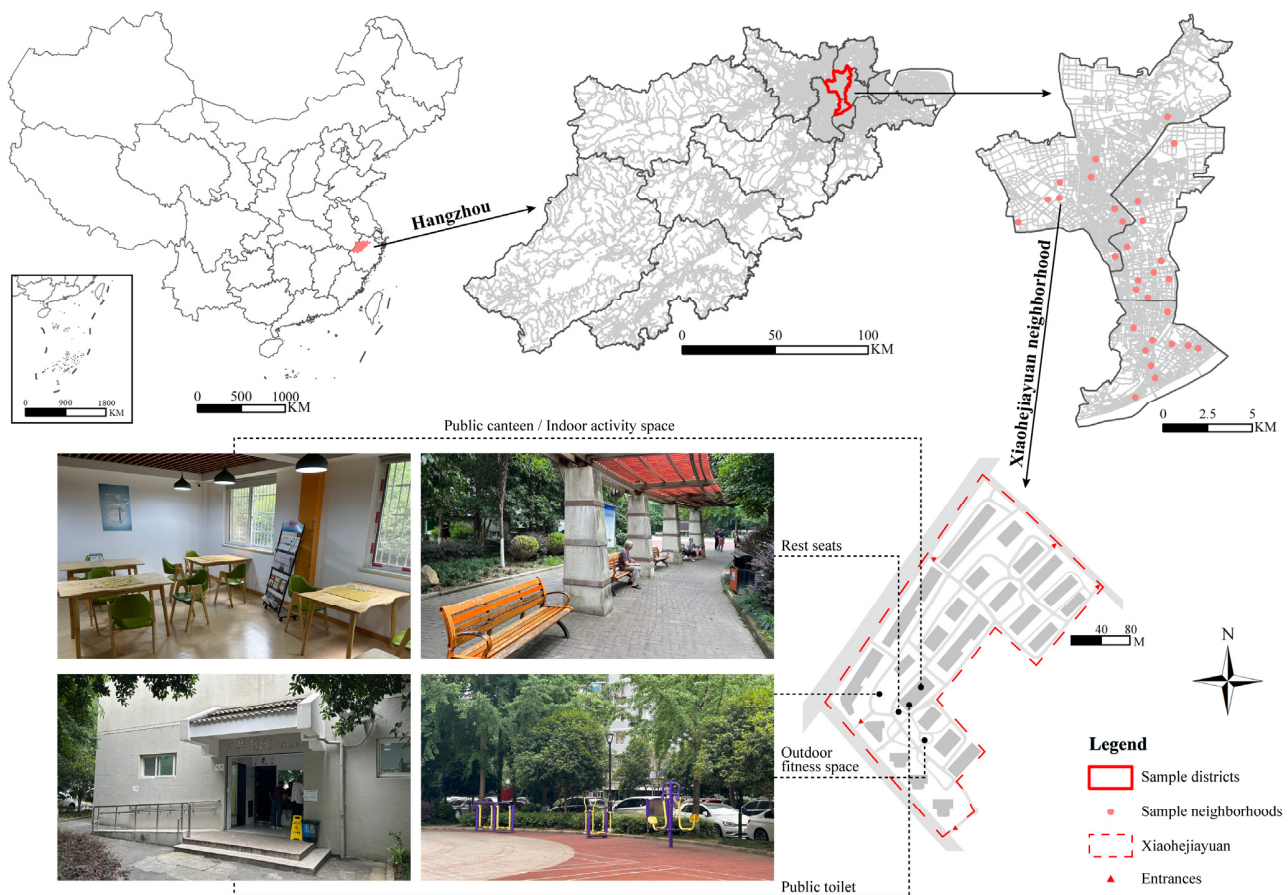 Hangzhou
0 50 100
KM
0 900 1800
KM
0 500 1000
KM
0 2.5 5
KM
Xiaohejiayuan neighborhood
Public canteen / Indoor activity space
Rest seats
Outdoor
fitness space
Public toilet
40 80
M
N
Legend
Sample districts
Sample neighborhoods
Xiaohejiayuan
Entrances